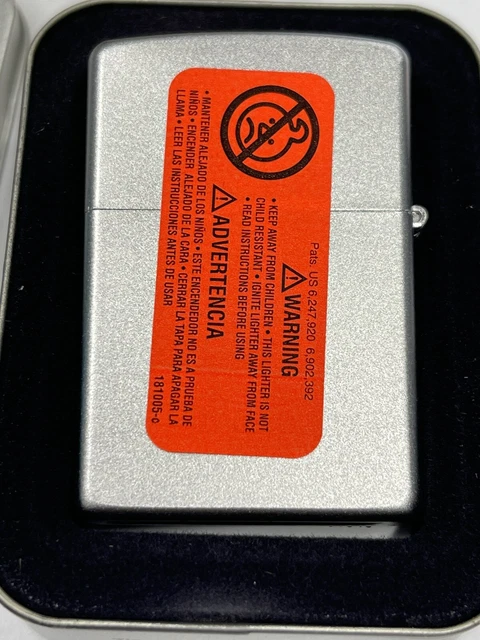 Pats. US 6,247,920 6,902,392
⚠WARNING
• KEEP AWAY FROM CHILDREN • THIS LIGHTER IS NOT
CHILD RESISTANT • IGNITE LIGHTER AWAY FROM FACE
• READ INSTRUCTIONS BEFORE USING
⚠ADVERTENCIA
• MANTENER ALEJADO DE LOS NIÑOS • ESTE ENCENDEDOR NO ES A PRUEBA DE
NIÑOS • ENCENDER ALEJADO DE LA CARA • CERRAR LA TAPA PARA APAGAR LA
LLAMA • LEER LAS INSTRUCCIONES ANTES DE USAR
181005-c